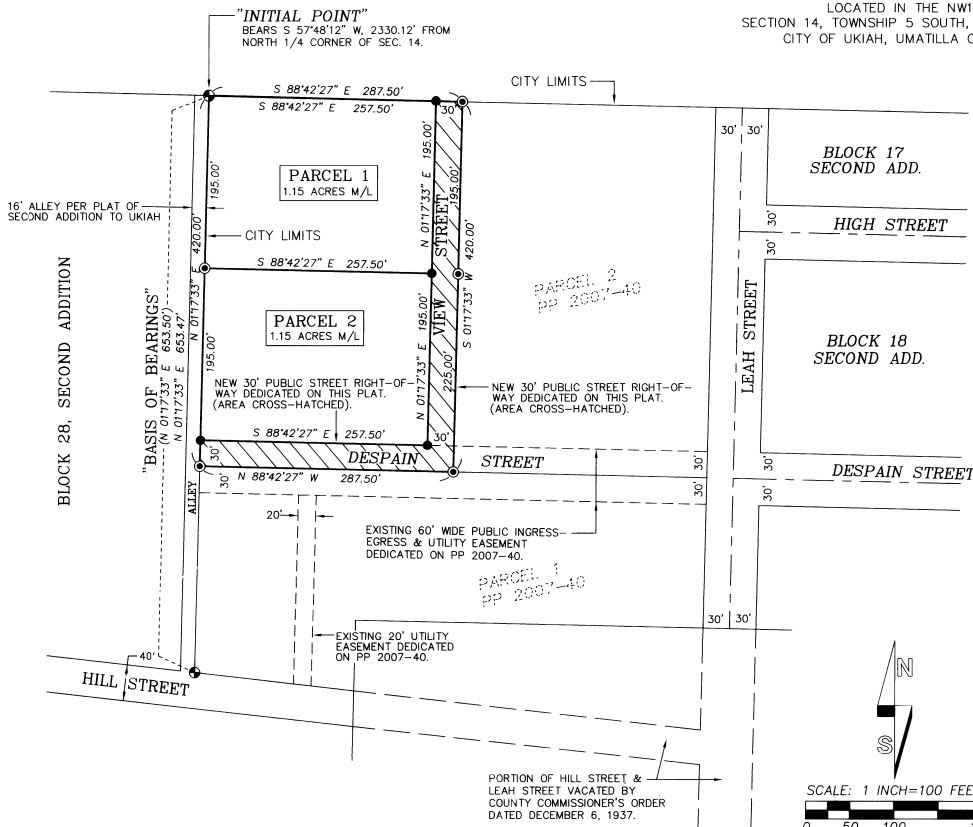 "INITIAL POINT"
BEARS S 57°48'12" W, 2330.12' FROM
NORTH 1/4 CORNER OF SEC. 14.
LOCATED IN THE NW1
SECTION 14, TOWNSHIP 5 SOUTH,
CITY OF UKIAH, UMATILLA C
CITY LIMITS
S 88°42'27" E 287.50'
S 88°42'27" E 257.50'
30'
30' 30'
BLOCK 17
SECOND ADD.
195.00'
PARCEL 1
1.15 ACRES M/L
N 01°17'33" E 195.00'
195.00'
16' ALLEY PER PLAT OF
SECOND ADDITION TO UKIAH
CITY LIMITS
30'
HIGH STREET
30'
N 01°17'33" E 420.00'
VIEW STREET
S 01°17'33" W 420.00'
S 88°42'27" E 257.50'
PARCEL 2
PP 2007-40
LEAH STREET
BLOCK 28, SECOND ADDITION
"BASIS OF BEARINGS"
(N 01°17'33" E 653.50')
N 01°17'33" E 653.47'
PARCEL 2
1.15 ACRES M/L
195.00'
N 01°17'33" E 195.00'
225.00'
BLOCK 18
SECOND ADD.
NEW 30' PUBLIC STREET RIGHT-OF-
WAY DEDICATED ON THIS PLAT.
(AREA CROSS-HATCHED).
NEW 30' PUBLIC STREET RIGHT-OF-
WAY DEDICATED ON THIS PLAT.
(AREA CROSS-HATCHED).
S 88°42'27" E 257.50'
30'
30'
DESPAIN STREET
30'
30'
DESPAIN STREET
N 88°42'27" W 287.50'
30'
30'
30'
ALLEY
20'
EXISTING 60' WIDE PUBLIC INGRESS-
EGRESS & UTILITY EASEMENT
DEDICATED ON PP 2007-40.
PARCEL 1
PP 2007-40
30' 30'
EXISTING 20' UTILITY
EASEMENT DEDICATED
ON PP 2007-40.
40'
HILL STREET
N
S
PORTION OF HILL STREET &
LEAH STREET VACATED BY
COUNTY COMMISSIONER'S ORDER
DATED DECEMBER 6, 1937.
SCALE: 1 INCH=100 FEE
0 50 100